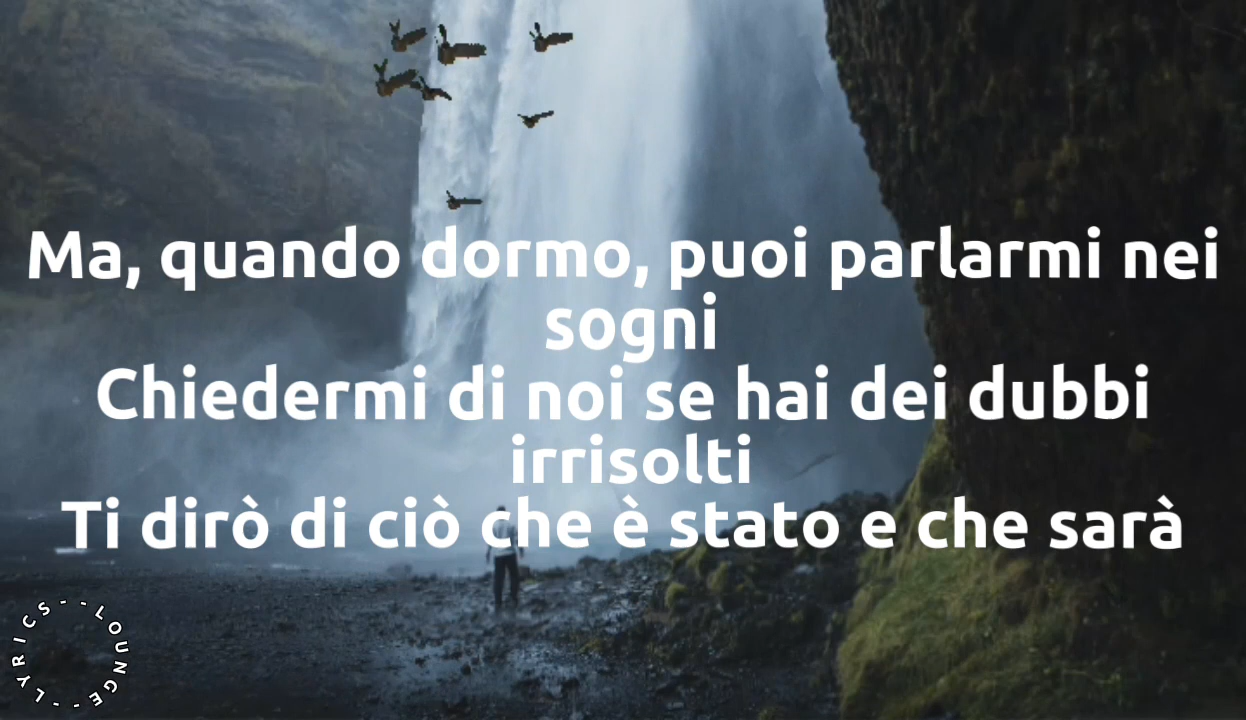 Ma, quando dormo, puoi parlarmi nei
sogni
Chiedermi di noi se hai dei dubbi
irrisolti
Ti dirò di ciò che è stato e che sarà
LYRICS - - LOUNGE - -